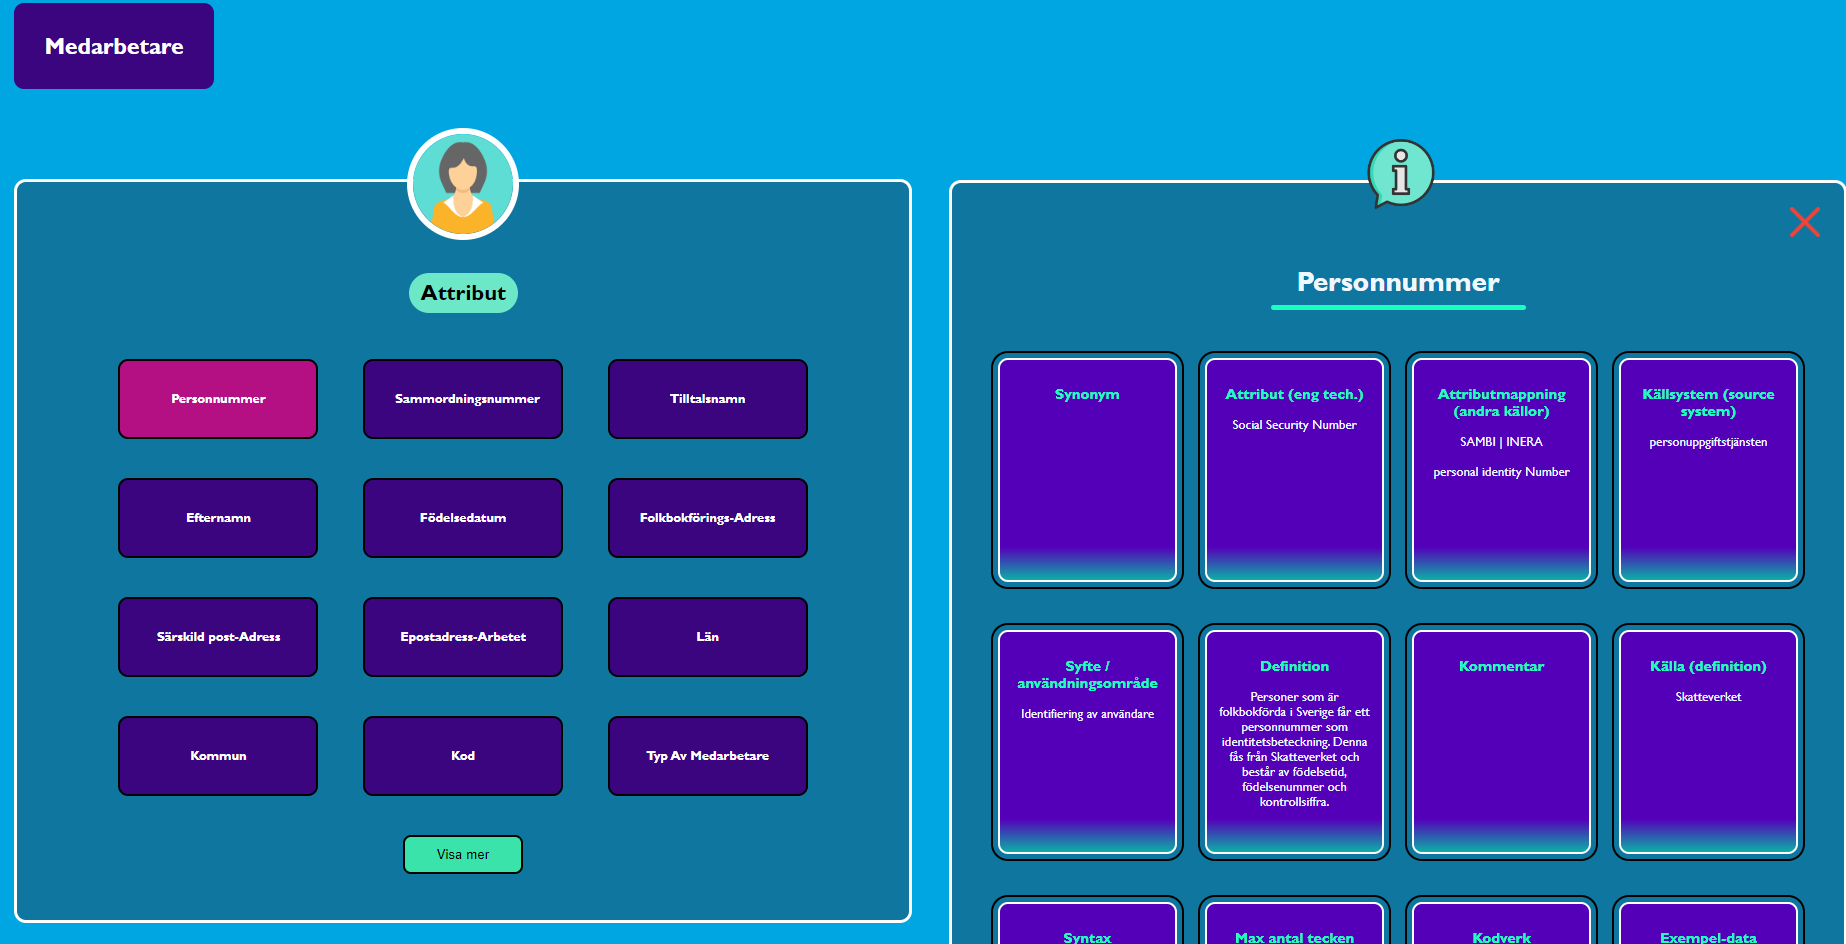 Medarbetare
Attribut
Personnummer
Sammordningsnummer
Tilltalsnamn
Efternamn
Födelsedatum
Folkbokförings-Adress
Särskild post-Adress
Epostadress-Arbetet
Län
Kommun
Kod
Typ Av Medarbetare
Visa mer
Personnummer
Synonym
Attribut (eng tech.)
Social Security Number
Attributmappning
(andra källor)
SAMBI | INERA
personal identity Number
Källsystem (source
system)
personuppgiftstjänsten
Syfte /
användningsområde
Identifiering av användare
Definition
Personer som är
folkbokförda i Sverige får ett
personnummer som
identitetsbeteckning. Denna
fås från Skatteverket och
består av födelsetid,
födelsenummer och
kontrollsiffra.
Kommentar
Källa (definition)
Skatteverket
Syntax
Max antal tecken
Kodverk
Exempel-data